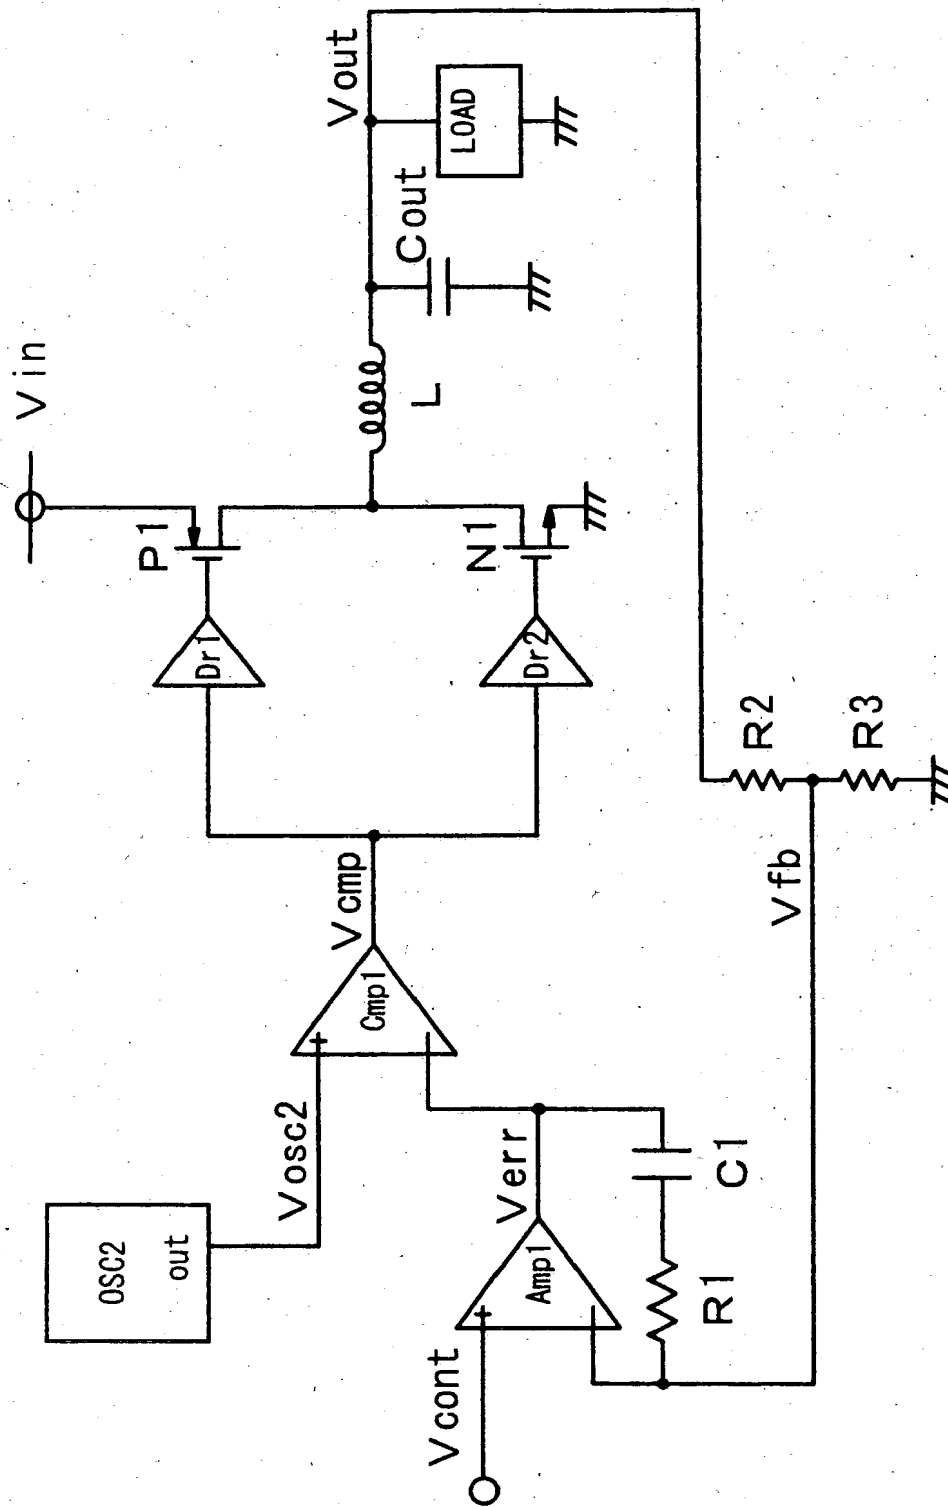 Vin
Vout
LOAD
Cout
L
P1
N1
Dr1
Dr2
R2
R3
Vcmp
Vfb
Cmp1
+
Vosc2
Verr
C1
OSC2
out
Amp1
+
R1
Vcont